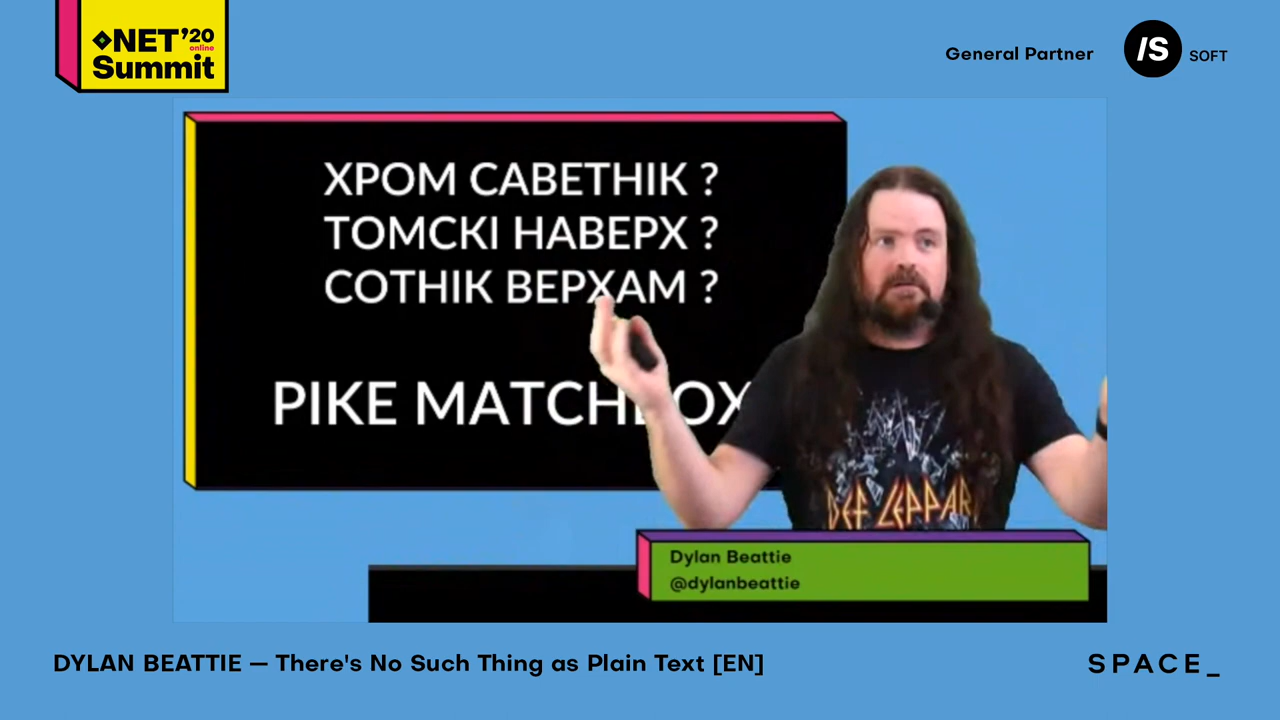 .NET'20
online
Summit
General Partner
/S SOFT
ХРОМ САВЕТНІК ?
ТОМСКІ НАВЕРХ ?
СОТНІК ВЕРХАМ ?
PIKE MATCHBOX
DEF LEPPARD
Dylan Beattie
@dylanbeattie
DYLAN BEATTIE — There's No Such Thing as Plain Text [EN]
SPACE_